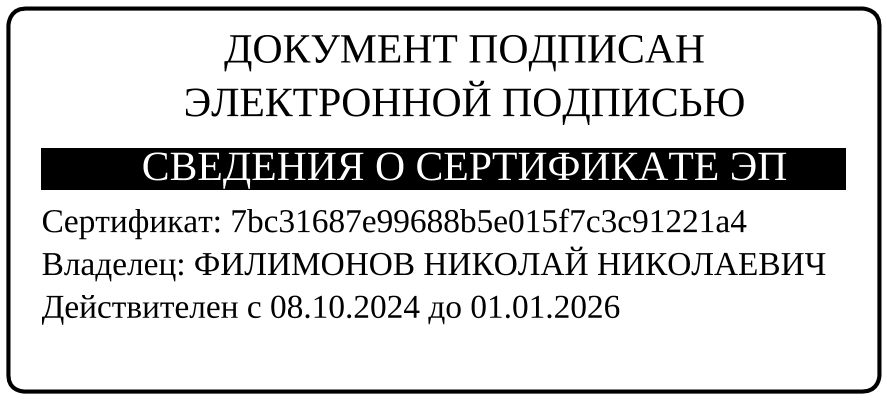 ДОКУМЕНТ ПОДПИСАН
ЭЛЕКТРОННОЙ ПОДПИСЬЮ
СВЕДЕНИЯ О СЕРТИФИКАТЕ ЭП
Сертификат: 7bc31687e99688b5e015f7c3c91221a4
Владелец: ФИЛИМОНОВ НИКОЛАЙ НИКОЛАЕВИЧ
Действителен с 08.10.2024 до 01.01.2026